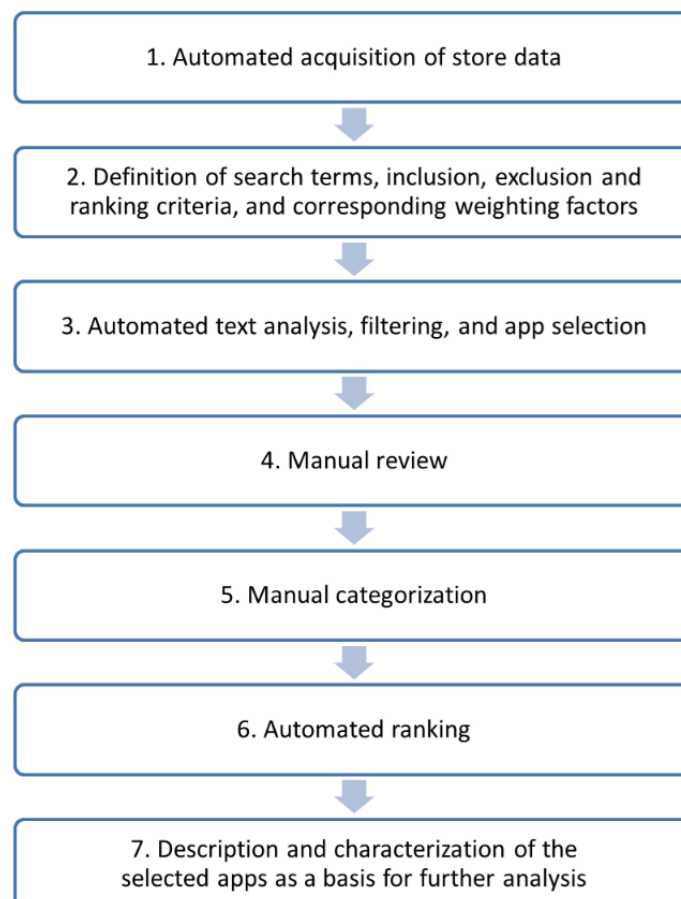 1. Automated acquisition of store data
2. Definition of search terms, inclusion, exclusion and
ranking criteria, and corresponding weighting factors
3. Automated text analysis, filtering, and app selection
4. Manual review
5. Manual categorization
6. Automated ranking
7. Description and characterization of the
selected apps as a basis for further analysis